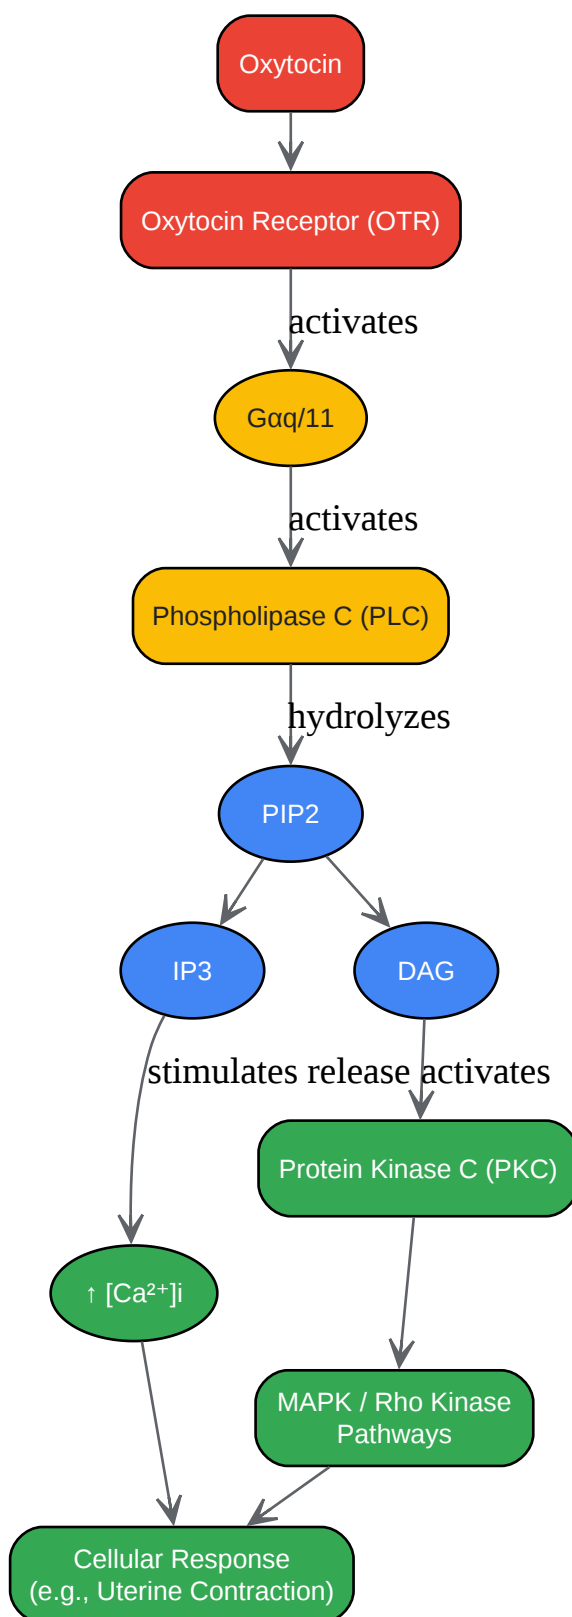 Oxytocin
Oxytocin Receptor (OTR)
activates
Gαq/11
activates
Phospholipase C (PLC)
hydrolyzes
PIP2
IP3
DAG
stimulates release
activates
Protein Kinase C (PKC)
↑ [Ca²⁺]i
MAPK / Rho Kinase
Pathways
Cellular Response
(e.g., Uterine Contraction)